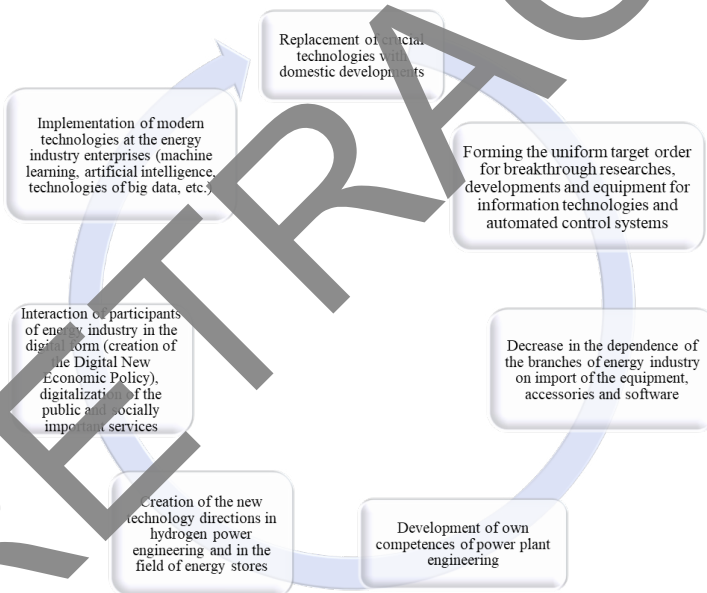 Replacement of crucial
technologies with
domestic developments
Forming the uniform target order
for breakthrough researches,
developments and equipment for
information technologies and
automated control systems
Decrease in the dependence of
the branches of energy industry
on import of the equipment,
accessories and software
Development of own
competences of power plant
engineering
Creation of the new
technology directions in
hydrogen power
engineering and in the
field of energy stores
Interaction of participants
of energy industry in the
digital form (creation of
the Digital New
Economic Policy),
digitalization of the
public and socially
important services
Implementation of modern
technologies at the energy
industry enterprises (machine
learning, artificial intelligence,
technologies of big data, etc.)
RETRAC